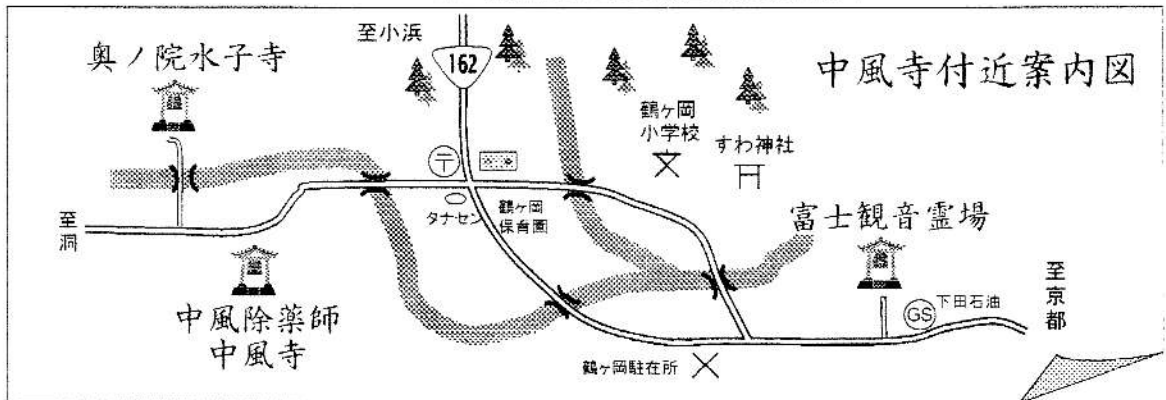 中風寺付近案内図
奥ノ院水子寺
至小浜
162
鶴ヶ岡
小学校
すわ神社
〒
タナセン
鶴ヶ岡
保育園
至洞
富士観音霊場
中風除薬師
中風寺
GS
下田石油
至京都
鶴ヶ岡駐在所